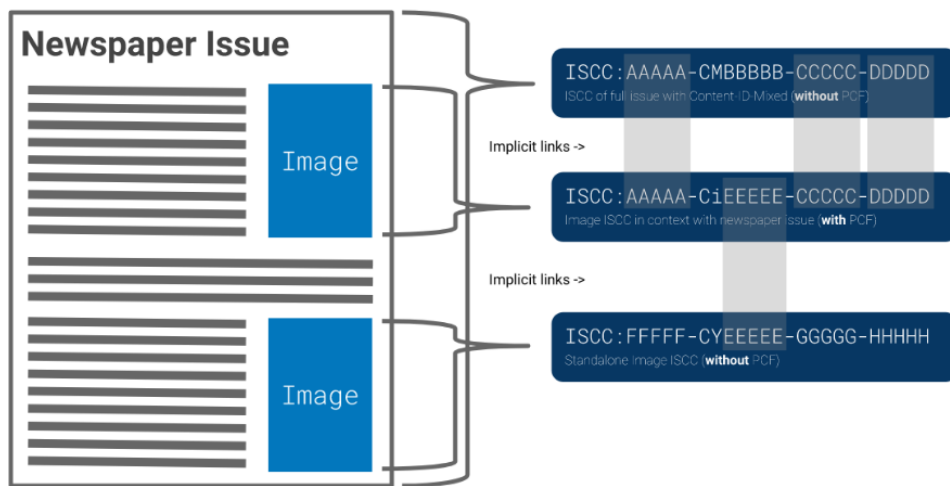 Newspaper Issue
Image
Image
ISCC:AAAAA-CMBBBBB-CCCCC-DDDDD
ISCC of full issue with Content-ID-Mixed (without PCF)
Implicit links ->
ISCC:AAAAA-CiEEEEE-CCCCC-DDDDD
Image ISCC in context with newspaper issue (with PCF)
Implicit links ->
ISCC:FFFFF-CYEEEEE-GGGGG-HHHHH
Standalone Image ISCC (without PCF)